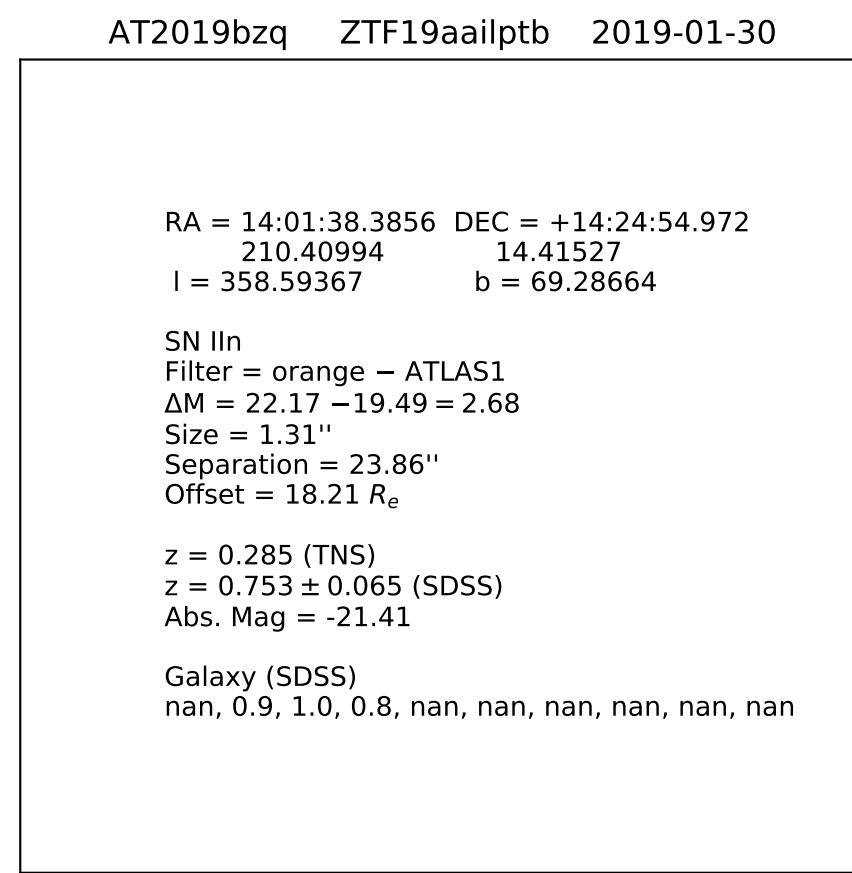 AT2019bzq ZTF19aailptb 2019-01-30
RA = 14:01:38.3856 DEC = +14:24:54.972
210.40994 14.41527
l = 358.59367 b = 69.28664
SN IIn
Filter = orange − ATLAS1
ΔM = 22.17 −19.49 = 2.68
Size = 1.31''
Separation = 23.86''
Offset = 18.21 Rₑ
z = 0.285 (TNS)
z = 0.753 ± 0.065 (SDSS)
Abs. Mag = -21.41
Galaxy (SDSS)
nan, 0.9, 1.0, 0.8, nan, nan, nan, nan, nan, nan